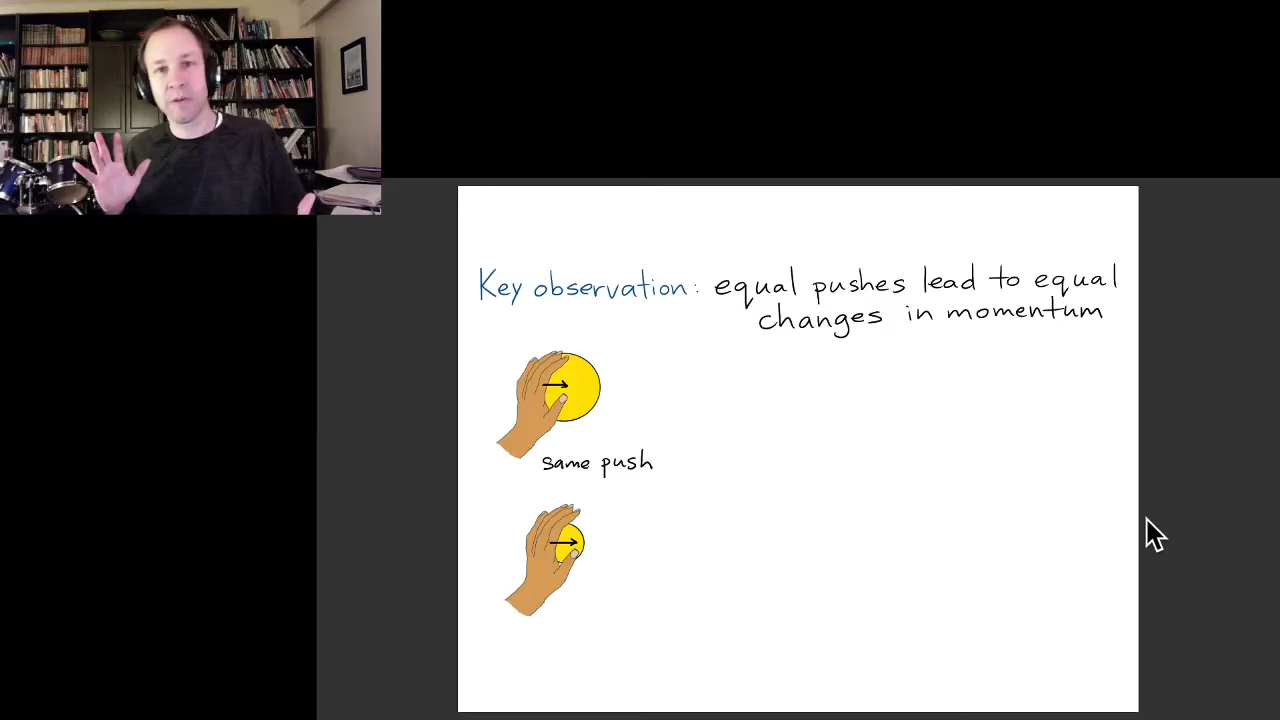 Key observation: equal pushes lead to equal
changes in momentum
same push